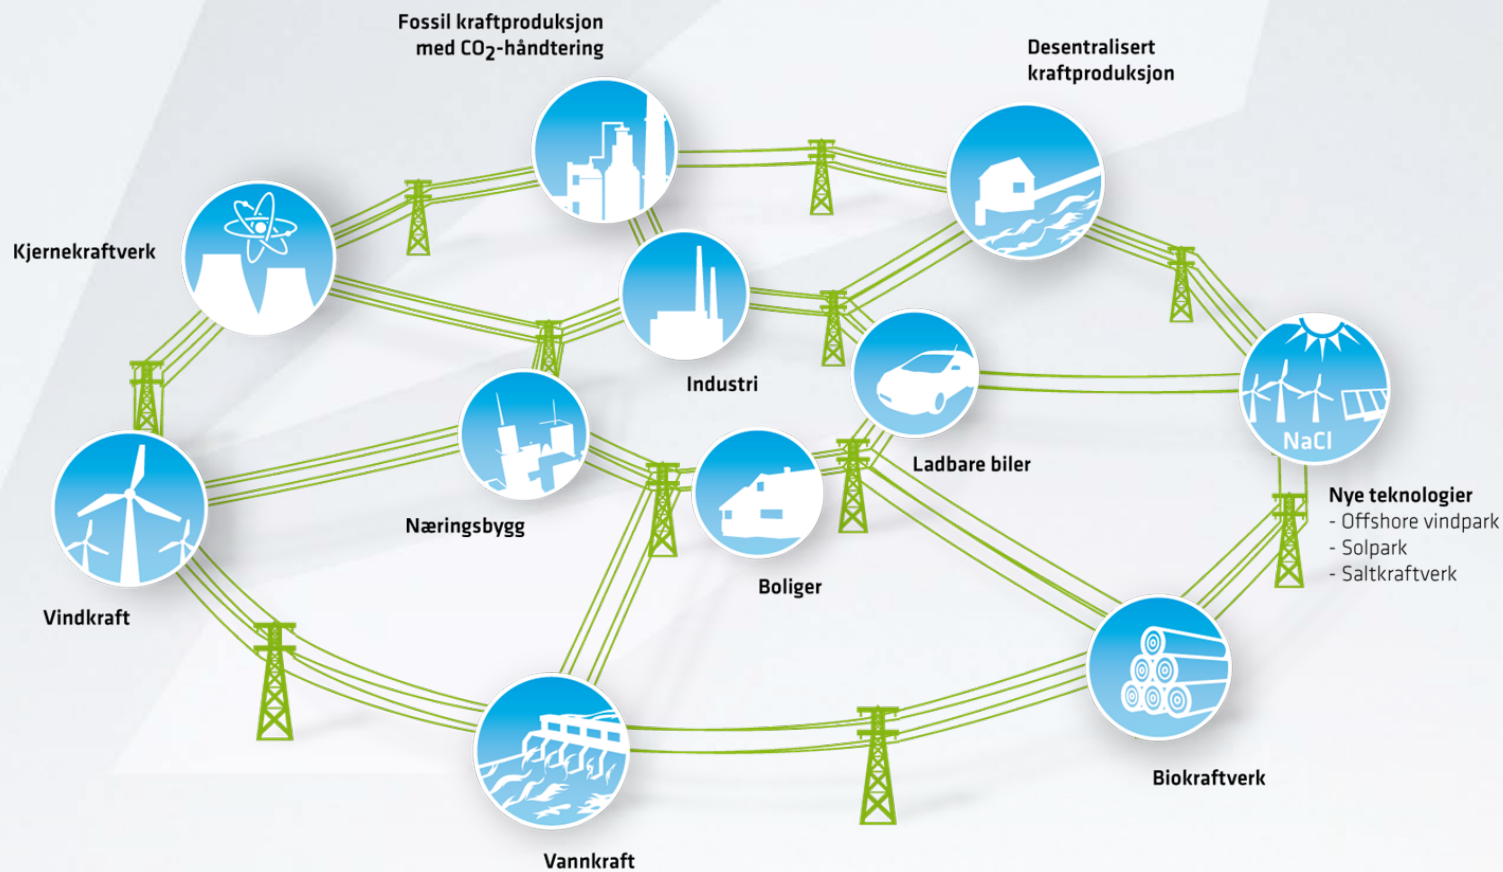 Fossil kraftproduksjon
med CO2-håndtering
Desentralisert
kraftproduksjon
Kjernekraftverk
Industri
NaCl
Ladbare biler
Nye teknologier
- Offshore vindpark
- Solpark
- Saltkraftverk
Næringsbygg
Boliger
Vindkraft
Biokraftverk
Vannkraft